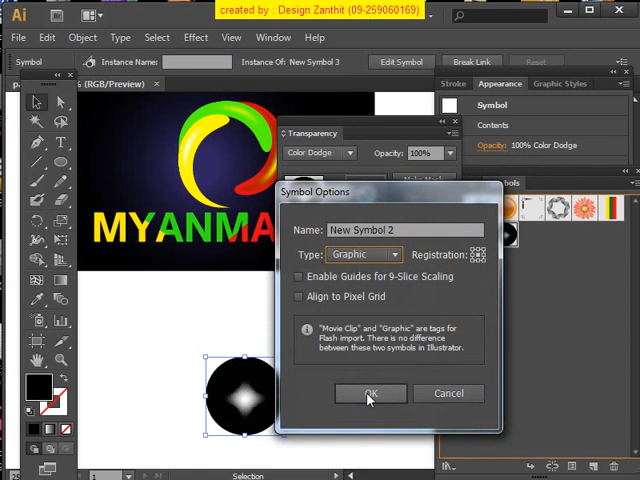 created by : Design Zanthit (09-259060169)
Ai Br
File Edit Object Type Select Effect View Window Help
Symbol Instance Name: Instance Of: New Symbol 3 Edit Symbol Break Link Reset
% (RGB/Preview) ×
Stroke Appearance Graphic Styles
Symbol
Contents
Opacity: 100% Color Dodge
Transparency
Color Dodge Opacity: 100%
MYANMA
Symbol Options
Name: New Symbol 2
Type: Graphic Registration:
Enable Guides for 9-Slice Scaling
Align to Pixel Grid
"Movie Clip" and "Graphic" are tags for
Flash import. There is no difference
between these two symbols in Illustrator.
OK Cancel
1 Selection